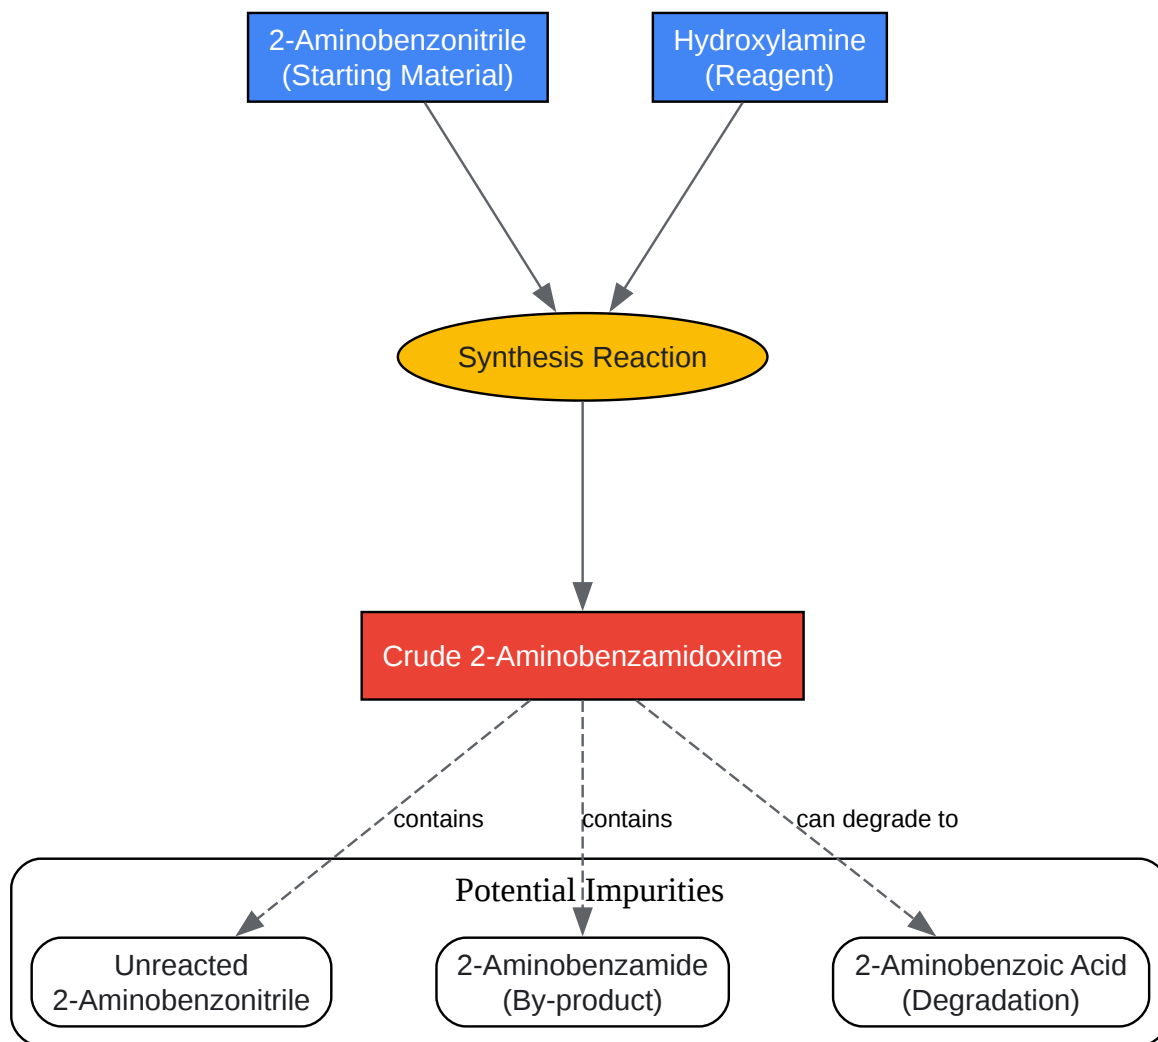 2-Aminobenzonitrile
(Starting Material)
Hydroxylamine
(Reagent)
Synthesis Reaction
Crude 2-Aminobenzamidoxime
contains
contains
can degrade to
Potential Impurities
Unreacted
2-Aminobenzonitrile
2-Aminobenzamide
(By-product)
2-Aminobenzoic Acid
(Degradation)